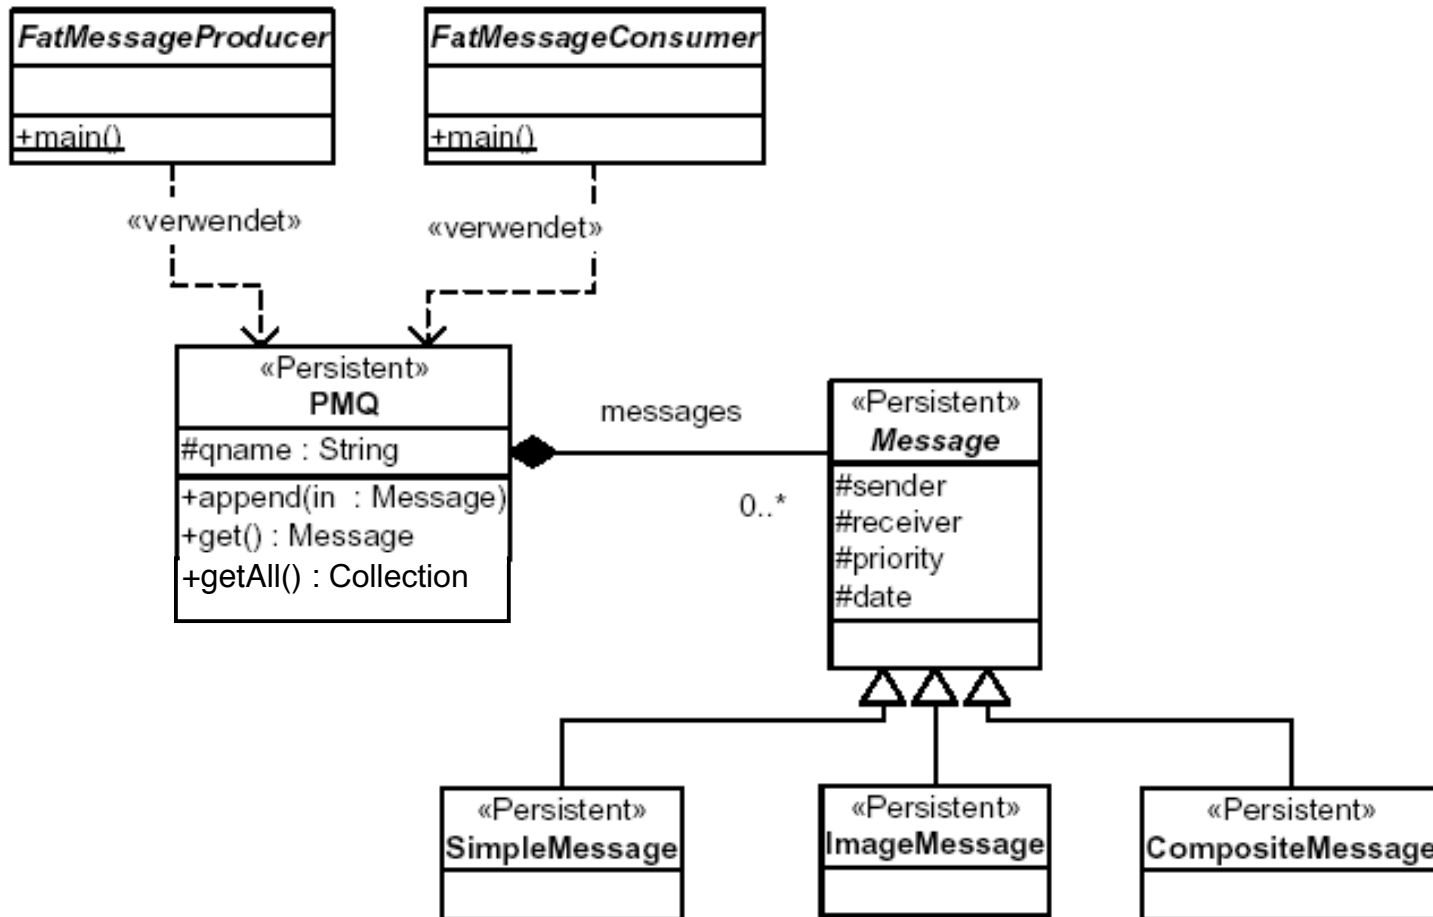 FatMessageProducer
+main()
FatMessageConsumer
+main()
«verwendet»
«verwendet»
«Persistent»
PMQ
#qname : String
+append(in : Message)
+get() : Message
+getAll() : Collection
messages
0..*
«Persistent»
Message
#sender
#receiver
#priority
#date
«Persistent»
SimpleMessage
«Persistent»
ImageMessage
«Persistent»
CompositeMessage